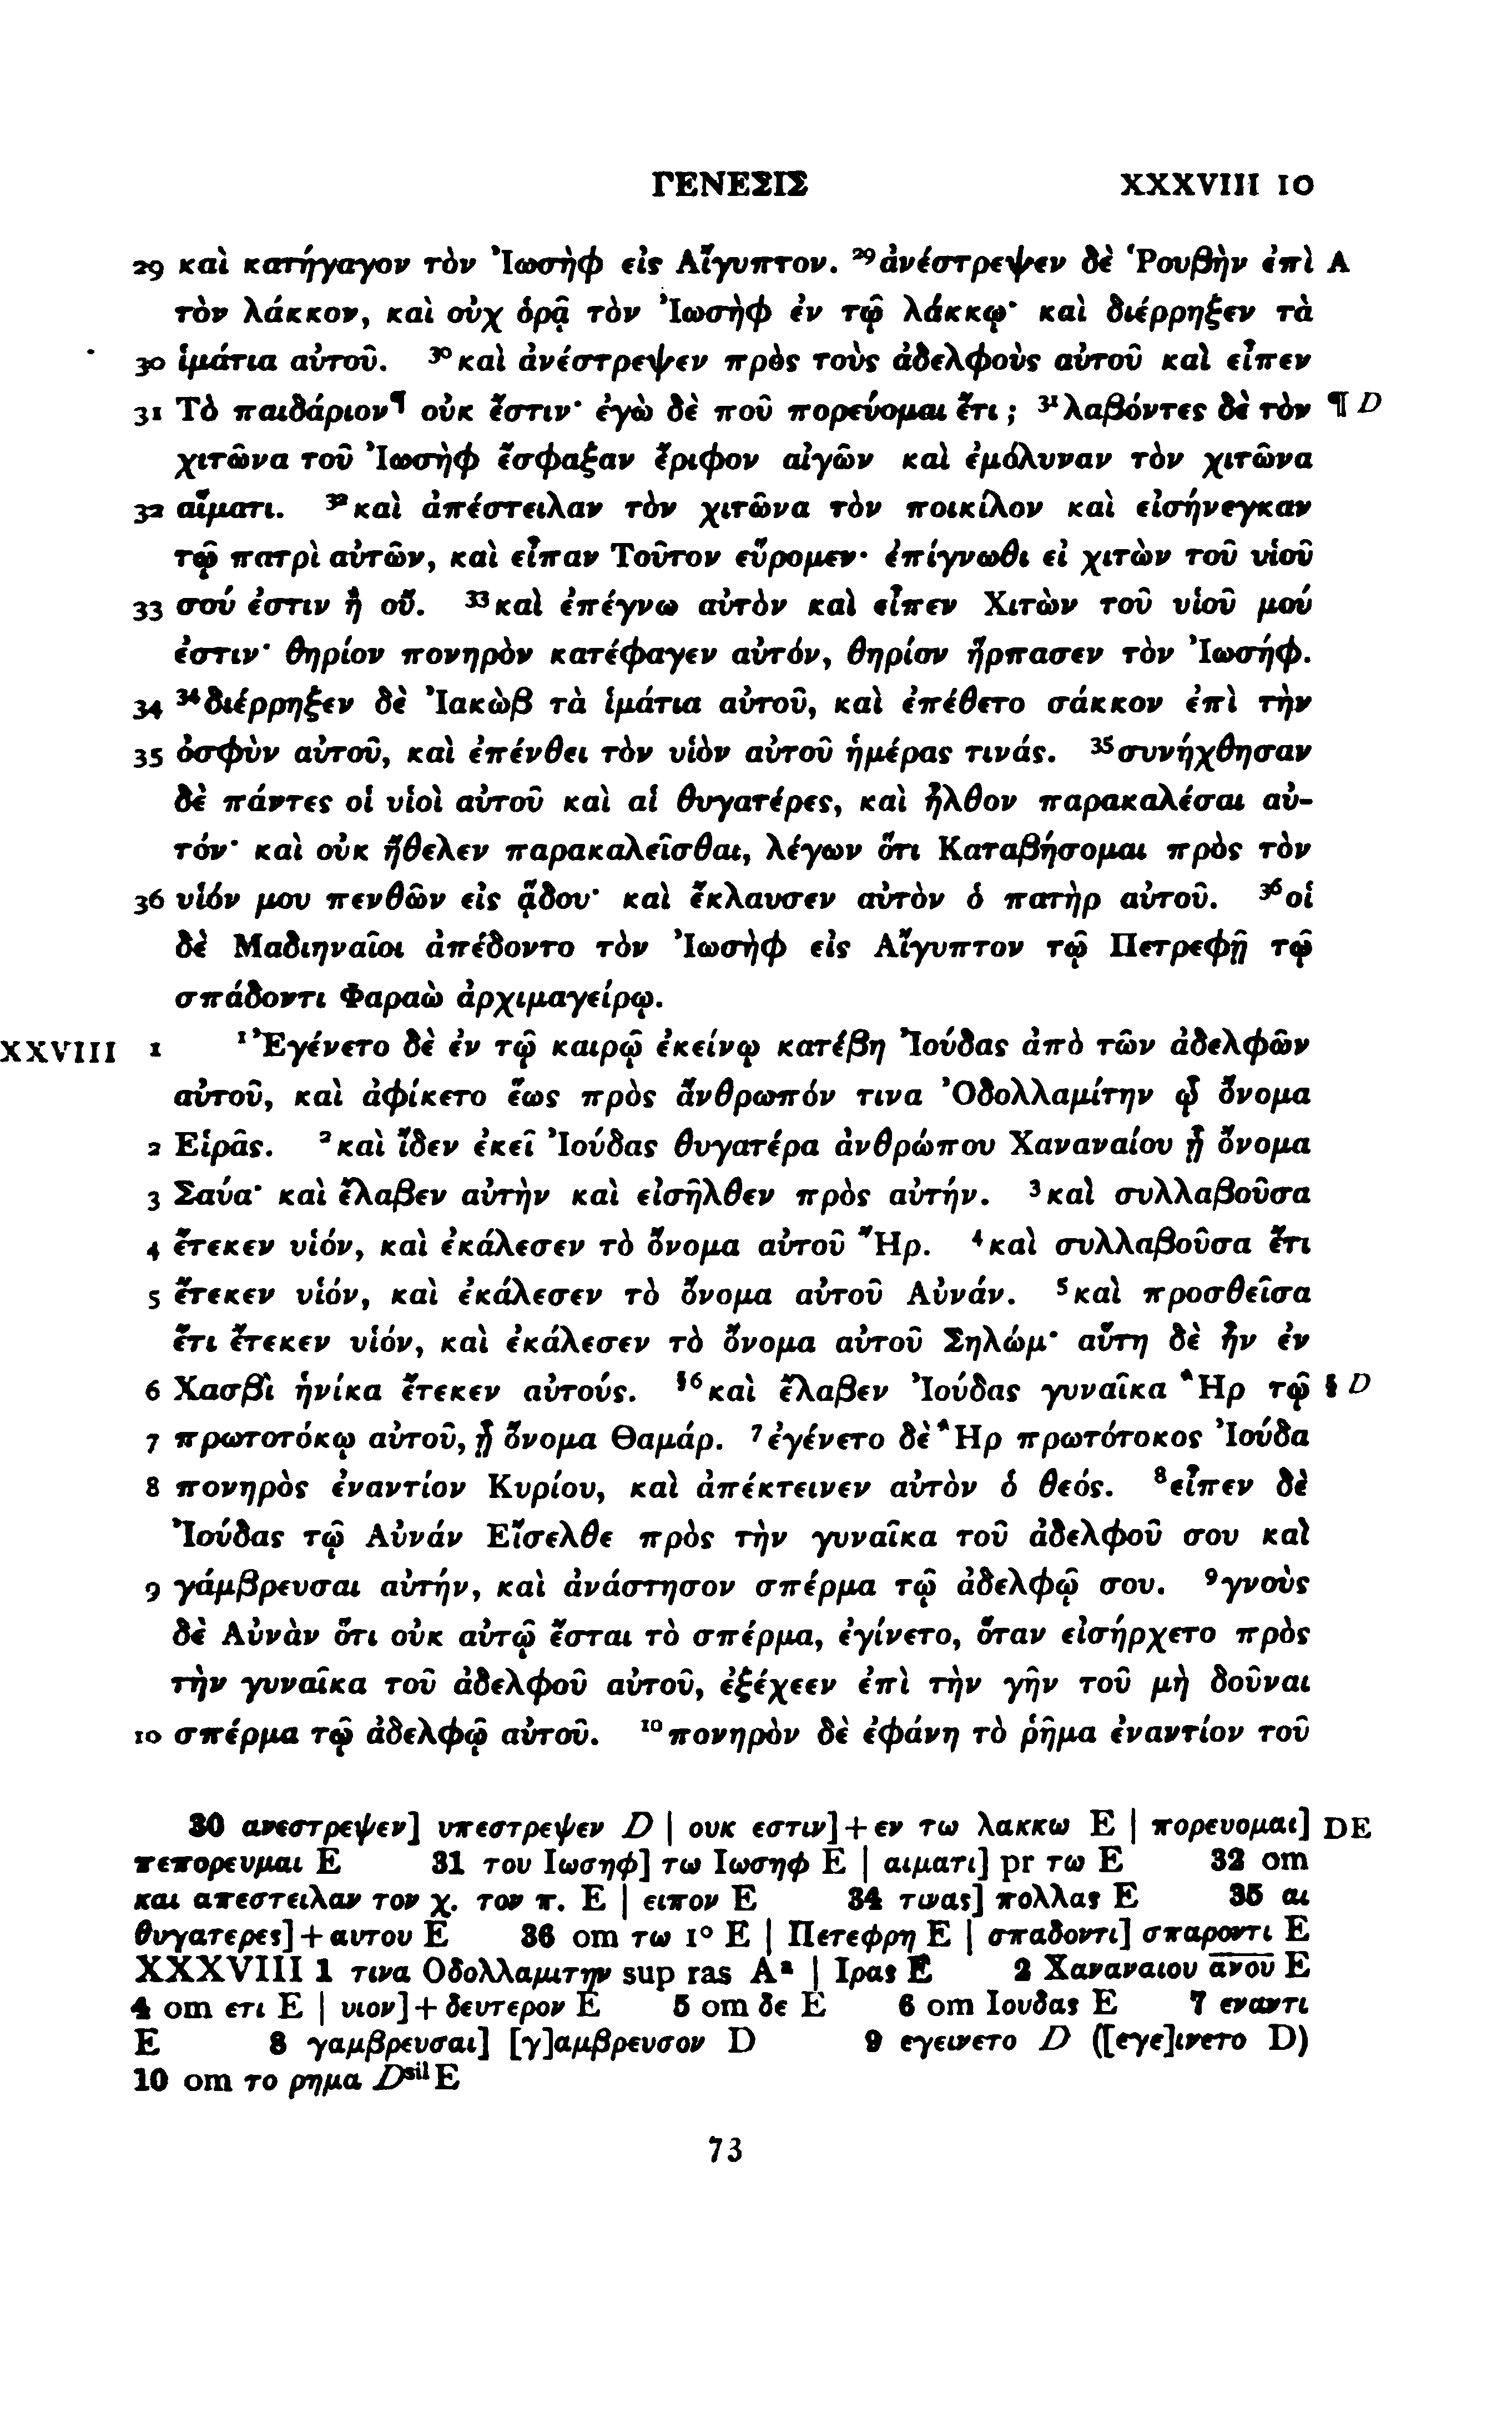 ΓΕΝΕΣΙΣ XXXVIII 10
29 καὶ κατήγαγον τὸν Ἰωσὴφ εἰς Αἴγυπτον. ²⁹ἀνέστρεψεν δὲ Ῥουβὴν ἐπὶ A
τὸν λάκκον, καὶ οὐχ ὁρᾷ τὸν Ἰωσὴφ ἐν τῷ λάκκῳ· καὶ διέρρηξεν τὰ
30 ἱμάτια αὐτοῦ. ³⁰καὶ ἀνέστρεψεν πρὸς τοὺς ἀδελφοὺς αὐτοῦ καὶ εἶπεν
31 Τὸ παιδάριον¶ οὐκ ἔστιν· ἐγὼ δὲ ποῦ πορεύομαι ἔτι; ³¹λαβόντες δὲ τὸν ¶ D
χιτῶνα τοῦ Ἰωσὴφ ἔσφαξαν ἔριφον αἰγῶν καὶ ἐμόλυναν τὸν χιτῶνα
32 αἵματι. ³²καὶ ἀπέστειλαν τὸν χιτῶνα τὸν ποικίλον καὶ εἰσήνεγκαν
τῷ πατρὶ αὐτῶν, καὶ εἶπαν Τοῦτον εὕρομεν· ἐπίγνωθι εἰ χιτὼν τοῦ υἱοῦ
33 σού ἐστιν ἢ οὔ. ³³καὶ ἐπέγνω αὐτὸν καὶ εἶπεν Χιτὼν τοῦ υἱοῦ μού
ἐστιν· θηρίον πονηρὸν κατέφαγεν αὐτόν, θηρίον ἥρπασεν τὸν Ἰωσήφ.
34 ³⁴διέρρηξεν δὲ Ἰακὼβ τὰ ἱμάτια αὐτοῦ, καὶ ἐπέθετο σάκκον ἐπὶ τὴν
35 ὀσφὺν αὐτοῦ, καὶ ἐπένθει τὸν υἱὸν αὐτοῦ ἡμέρας τινάς. ³⁵συνήχθησαν
δὲ πάντες οἱ υἱοὶ αὐτοῦ καὶ αἱ θυγατέρες, καὶ ἦλθον παρακαλέσαι αὐ-
τόν· καὶ οὐκ ἤθελεν παρακαλεῖσθαι, λέγων ὅτι Καταβήσομαι πρὸς τὸν
36 υἱόν μου πενθῶν εἰς ᾅδου· καὶ ἔκλαυσεν αὐτὸν ὁ πατὴρ αὐτοῦ. ³⁶οἱ
δὲ Μαδιηναῖοι ἀπέδοντο τὸν Ἰωσὴφ εἰς Αἴγυπτον τῷ Πετρεφῇ τῷ
σπάδοντι Φαραὼ ἀρχιμαγείρῳ.
XXVIII 1 ¹Ἐγένετο δὲ ἐν τῷ καιρῷ ἐκείνῳ κατέβη Ἰούδας ἀπὸ τῶν ἀδελφῶν
αὐτοῦ, καὶ ἀφίκετο ἕως πρὸς ἄνθρωπόν τινα Ὀδολλαμίτην ᾧ ὄνομα
2 Εἱρᾶς. ²καὶ ἴδεν ἐκεῖ Ἰούδας θυγατέρα ἀνθρώπου Χαναναίου ᾗ ὄνομα
3 Σαύα· καὶ ἔλαβεν αὐτὴν καὶ εἰσῆλθεν πρὸς αὐτήν. ³καὶ συλλαβοῦσα
4 ἔτεκεν υἱόν, καὶ ἐκάλεσεν τὸ ὄνομα αὐτοῦ Ἤρ. ⁴καὶ συλλαβοῦσα ἔτι
5 ἔτεκεν υἱόν, καὶ ἐκάλεσεν τὸ ὄνομα αὐτοῦ Αὐνάν. ⁵καὶ προσθεῖσα
ἔτι ἔτεκεν υἱόν, καὶ ἐκάλεσεν τὸ ὄνομα αὐτοῦ Σηλώμ· αὕτη δὲ ἦν ἐν
6 Χασβὶ ἡνίκα ἔτεκεν αὐτούς. §⁶καὶ ἔλαβεν Ἰούδας γυναῖκα Ἢρ τῷ § D
7 πρωτοτόκῳ αὐτοῦ, ᾗ ὄνομα Θαμάρ. ⁷ἐγένετο δὲ Ἢρ πρωτότοκος Ἰούδα
8 πονηρὸς ἐναντίον Κυρίου, καὶ ἀπέκτεινεν αὐτὸν ὁ θεός. ⁸εἶπεν δὲ
Ἰούδας τῷ Αὐνάν Εἴσελθε πρὸς τὴν γυναῖκα τοῦ ἀδελφοῦ σου καὶ
9 γάμβρευσαι αὐτήν, καὶ ἀνάστησον σπέρμα τῷ ἀδελφῷ σου. ⁹γνοὺς
δὲ Αὐνὰν ὅτι οὐκ αὐτῷ ἔσται τὸ σπέρμα, ἐγίνετο, ὅταν εἰσήρχετο πρὸς
τὴν γυναῖκα τοῦ ἀδελφοῦ αὐτοῦ, ἐξέχεεν ἐπὶ τὴν γῆν τοῦ μὴ δοῦναι
10 σπέρμα τῷ ἀδελφῷ αὐτοῦ. ¹⁰πονηρὸν δὲ ἐφάνη τὸ ῥῆμα ἐναντίον τοῦ
30 ανεστρεψεν] υπεστρεψεν D | ουκ εστιν]+εν τω λακκω E | πορευομαι] DE
πεπορευμαι E 31 του Ιωσηφ] τω Ιωσηφ E | αιματι] pr τω E 32 om
και απεστειλαν τον χ. τον π. E | ειπον E 34 τινας] πολλας E 35 αι
θυγατερες]+αυτου E 36 om τω 1° E | Πετεφρη E | σπαδοντι] σπαροντι E
XXXVIII 1 τινα Οδολλαμιτην sup ras Aᵃ | Ιρας E 2 Χαναναιου α̅ν̅ο̅υ̅ E
4 om ετι E | υιον]+δευτερον E 5 om δε E 6 om Ιουδας E 7 εναντι
E 8 γαμβρευσαι] [γ]αμβρευσον D 9 εγεινετο D ([εγε]ινετο D)
10 om το ρημα Dˢⁱˡ E
73